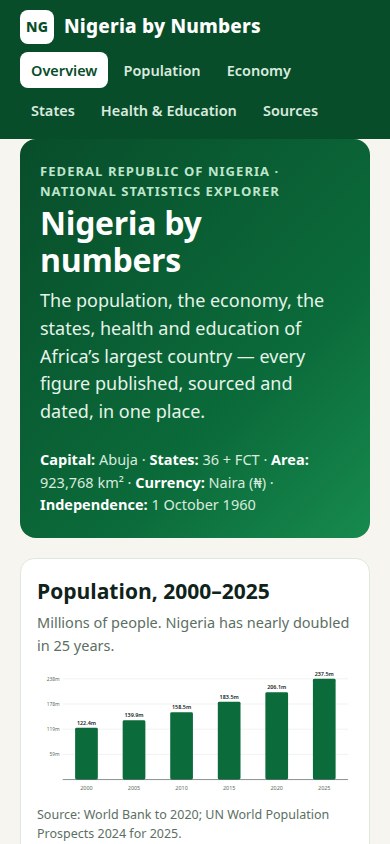 NG Nigeria by Numbers
Overview Population Economy
States Health & Education Sources
FEDERAL REPUBLIC OF NIGERIA ·
NATIONAL STATISTICS EXPLORER
Nigeria by
numbers
The population, the economy, the
states, health and education of
Africa’s largest country — every
figure published, sourced and
dated, in one place.
Capital: Abuja · States: 36 + FCT · Area:
923,768 km² · Currency: Naira (₦) ·
Independence: 1 October 1960
Population, 2000–2025
Millions of people. Nigeria has nearly doubled
in 25 years.
237.5m
238m
206.1m
183.5m
178m
158.5m
139.9m
122.4m
119m
59m
2000 2005 2010 2015 2020 2025
Source: World Bank to 2020; UN World Population
Prospects 2024 for 2025.